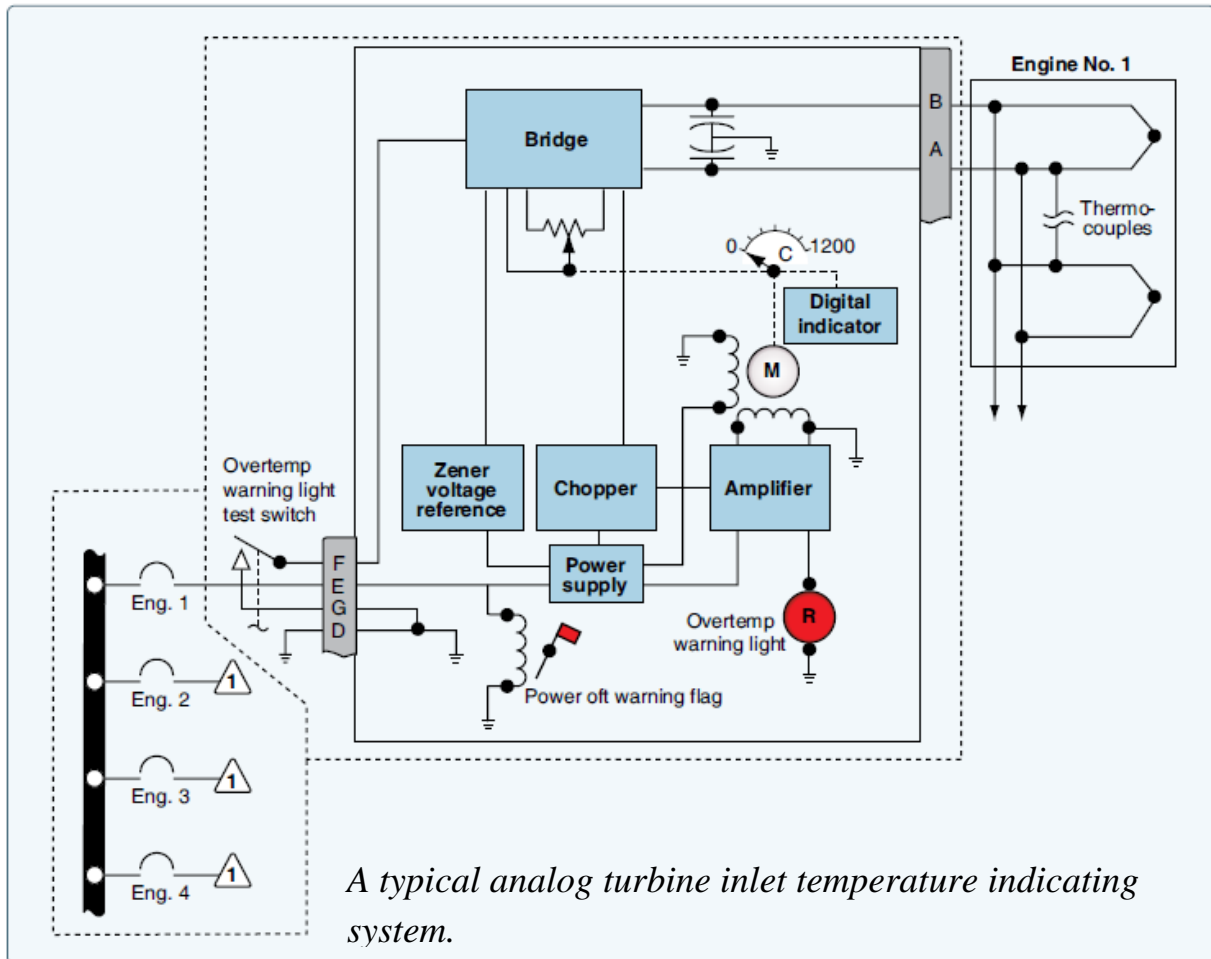 Engine No. 1
B
A
Bridge
Thermo-
couples
0
1200
C
Digital
indicator
M
Overtemp
warning light
test switch
Zener
voltage
reference
Chopper
Amplifier
Power
supply
F
E
G
D
R
Overtemp
warning light
Power oft warning flag
Eng. 1
Eng. 2
1
Eng. 3
1
Eng. 4
1
A typical analog turbine inlet temperature indicating
system.